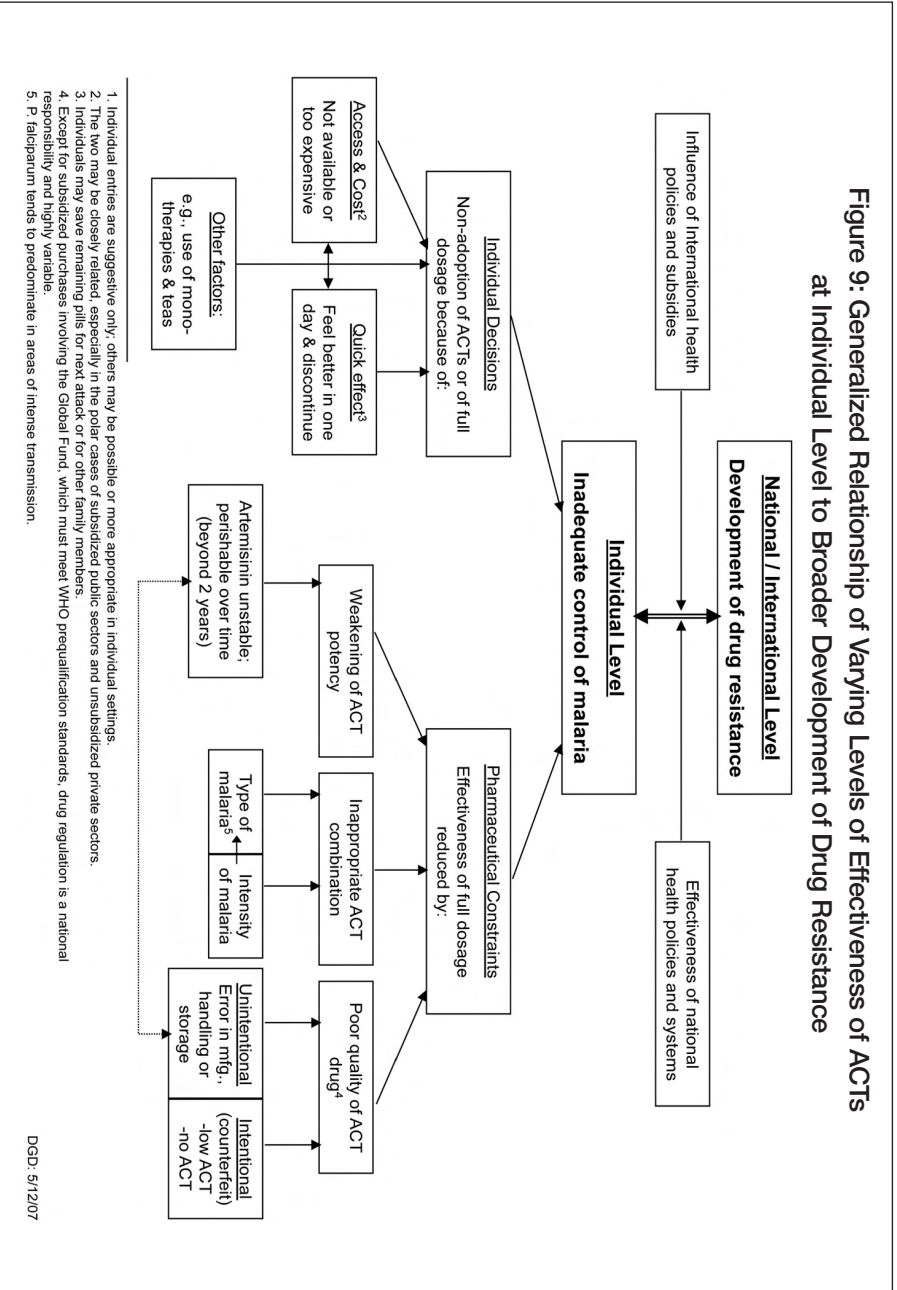 Figure 9: Generalized Relationship of Varying Levels of Effectiveness of ACTs
at Individual Level to Broader Development of Drug Resistance
National / International Level
Development of drug resistance
Influence of International health
policies and subsidies
Effectiveness of national
health policies and systems
Individual Level
Inadequate control of malaria
Individual Decisions
Non-adoption of ACTs or of full
dosage because of:
Pharmaceutical Constraints
Effectiveness of full dosage
reduced by:
Access & Cost2
Not available or
too expensive
Quick effect3
Feel better in one
day & discontinue
Other factors:
e.g., use of mono-
therapies & teas
Weakening of ACT
potency
Inappropriate ACT
combination
Poor quality of ACT
drug4
Artemisinin unstable;
perishable over time
(beyond 2 years)
Type of
malaria5
Intensity
of malaria
Unintentional
Error in mfg.,
handling or
storage
Intentional
(counterfeit)
-low ACT
-no ACT
1. Individual entries are suggestive only; others may be possible or more appropriate in individual settings.
2. The two may be closely related, especially in the polar cases of subsidized public sectors and unsubsidized private sectors.
3. Individuals may save remaining pills for next attack or for other family members.
4. Except for subsidized purchases involving the Global Fund, which must meet WHO prequalification standards, drug regulation is a national
responsibility and highly variable.
5. P. falciparum tends to predominate in areas of intense transmission.
DGD: 5/12/07